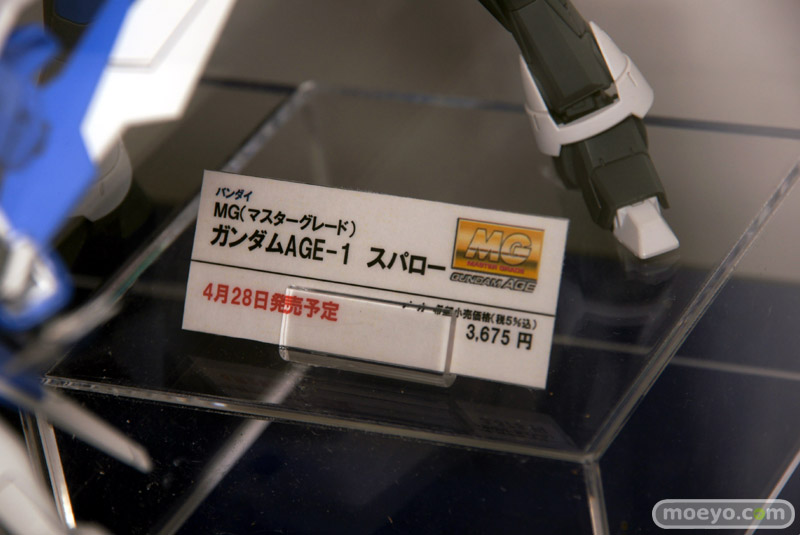 バンダイ
MG(マスターグレード)
ガンダムAGE-1 スパロー
MG
MASTER GRADE
GUNDAM AGE
4月28日発売予定
小売価格(税5%込)
3,675 円
moeyo.com